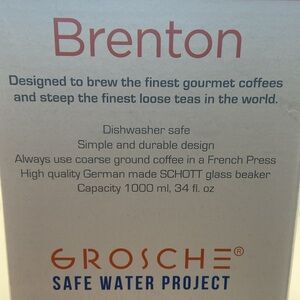 Brenton
Designed to brew the finest gourmet coffees
and steep the finest loose teas in the world.
Dishwasher safe
Simple and durable design
Always use coarse ground coffee in a French Press
High quality German made SCHOTT glass beaker
Capacity 1000 ml, 34 fl. oz
GROSCHE®
SAFE WATER PROJECT